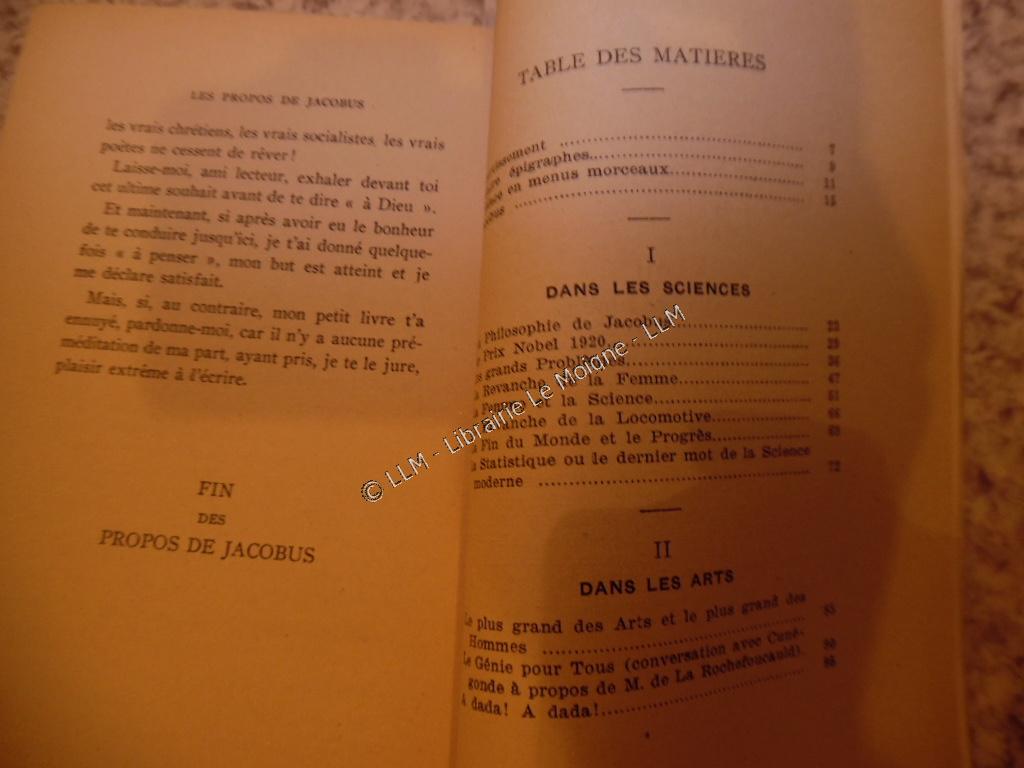 LES PROPOS DE JACOBUS
les vrais chrétiens, les vrais socialistes, les vrais
poètes ne cessent de rêver !
Laisse-moi, ami lecteur, exhaler devant toi
cet ultime souhait avant de te dire « à Dieu ».
Et maintenant, si après avoir eu le bonheur
de te conduire jusqu'ici, je t'ai donné quelque-
fois « à penser », mon but est atteint et je
me déclare satisfait.
Mais, si, au contraire, mon petit livre t'a
ennuyé, pardonne-moi, car il n'y a aucune pré-
méditation de ma part, ayant pris, je te le jure,
plaisir extrême à l'écrire.
FIN
DES
PROPOS DE JACOBUS
TABLE DES MATIERES
7
épigraphes 9
en menus morceaux 11
15
I
DANS LES SCIENCES
Philosophie de Jacobus
Prix Nobel 1920 29
grands Problèmes
Revanche de la Femme 47
Femme et la Science
de la Locomotive
Fin du Monde et le Progrès
Statistique ou le dernier mot de la Science
moderne 72
II
DANS LES ARTS
Le plus grand des Arts et le plus grand des
Hommes
Le Génie pour Tous (conversation avec Cuné-
gonde à propos de M. de La Rochefoucauld).
A dada ! A dada !
© LLM - Librairie Le Moigne - LLM